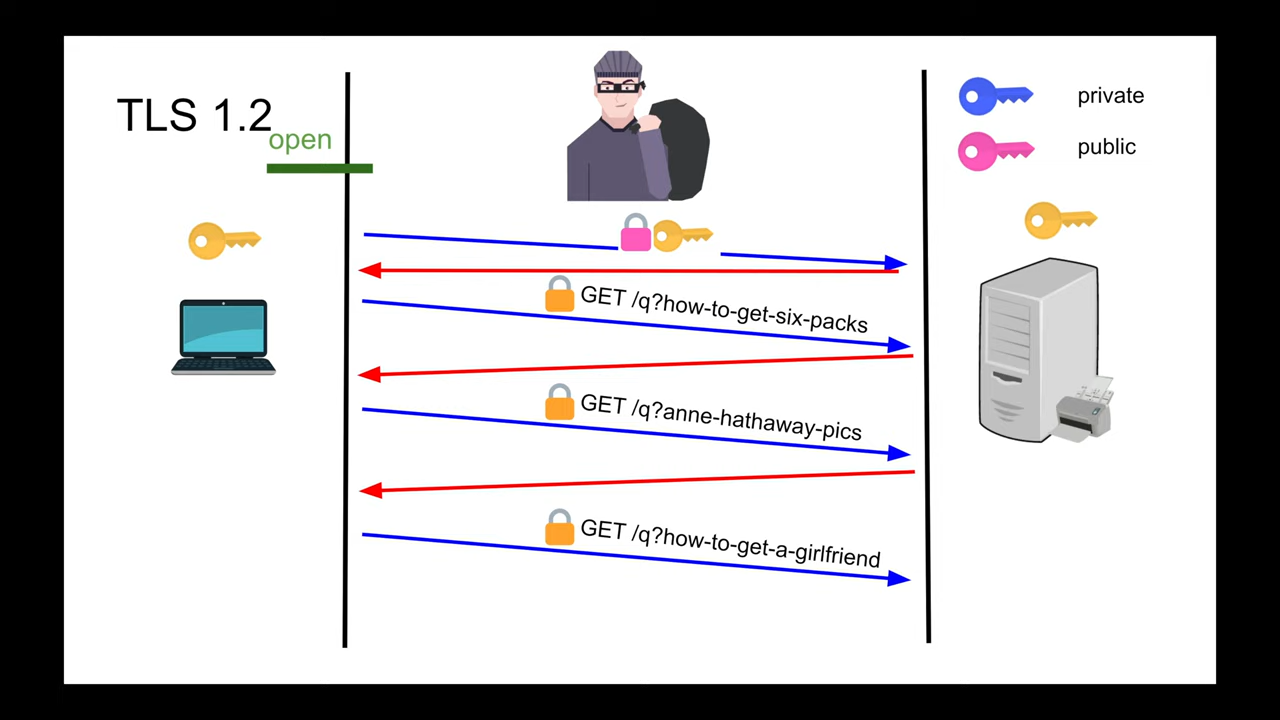 TLS 1.2
open
private
public
GET /q?how-to-get-six-packs
GET /q?anne-hathaway-pics
GET /q?how-to-get-a-girlfriend